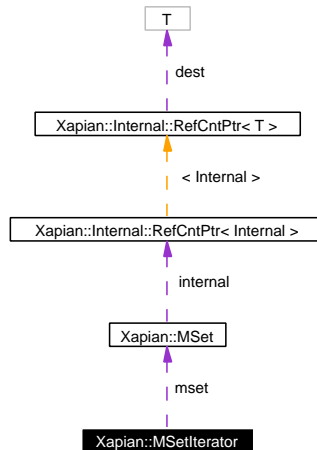 T
dest
Xapian::Internal::RefCntPtr< T >
< Internal >
Xapian::Internal::RefCntPtr< Internal >
internal
Xapian::MSet
mset
Xapian::MSetIterator